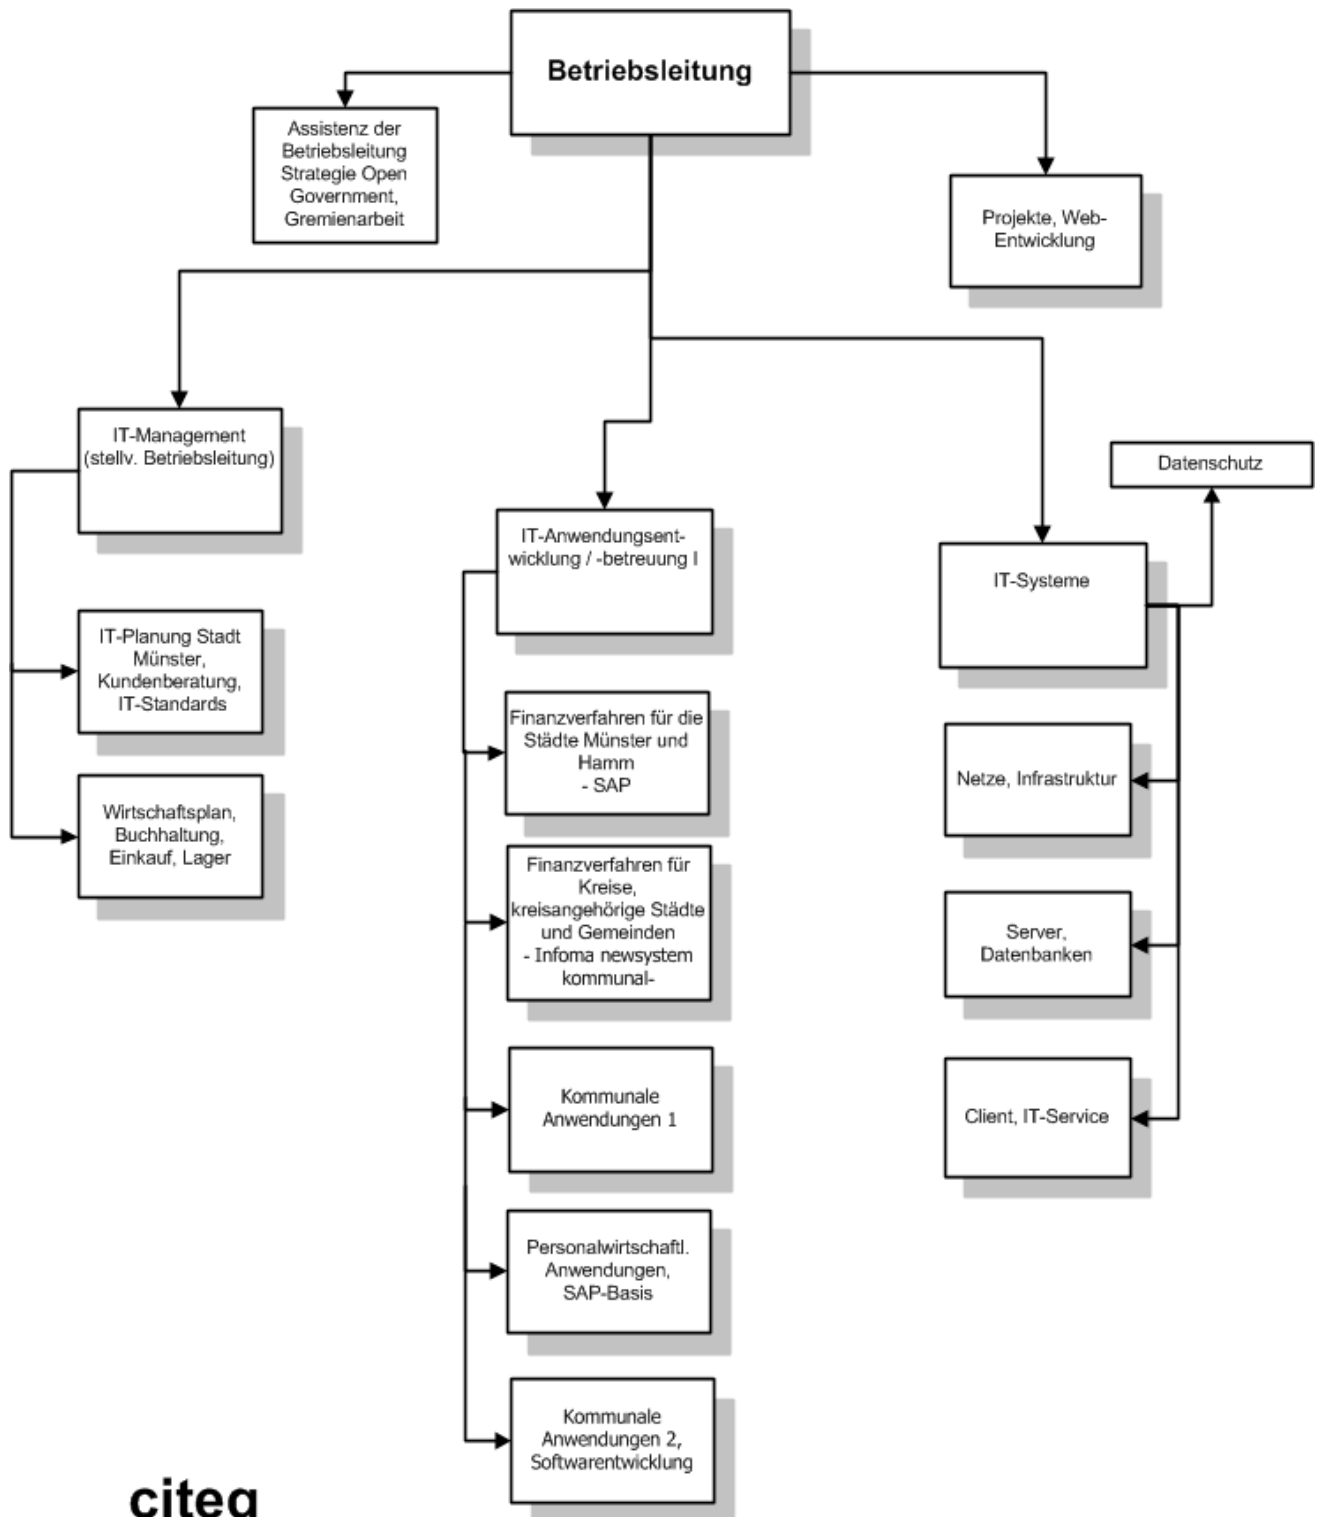 Betriebsleitung
Assistenz der
Betriebsleitung
Strategie Open
Government,
Gremienarbeit
Projekte, Web-
Entwicklung
IT-Management
(stellv. Betriebsleitung)
Datenschutz
IT-Anwendungsent-
wicklung / -betreuung I
IT-Systeme
IT-Planung Stadt
Münster,
Kundenberatung,
IT-Standards
Finanzverfahren für die
Städte Münster und
Hamm
- SAP
Netze, Infrastruktur
Wirtschaftsplan,
Buchhaltung,
Einkauf, Lager
Finanzverfahren für
Kreise,
kreisangehörige Städte
und Gemeinden
- Infoma newsystem
kommunal-
Server,
Datenbanken
Kommunale
Anwendungen 1
Client, IT-Service
Personalwirtschaftl.
Anwendungen,
SAP-Basis
Kommunale
Anwendungen 2,
Softwarentwicklung
citeq